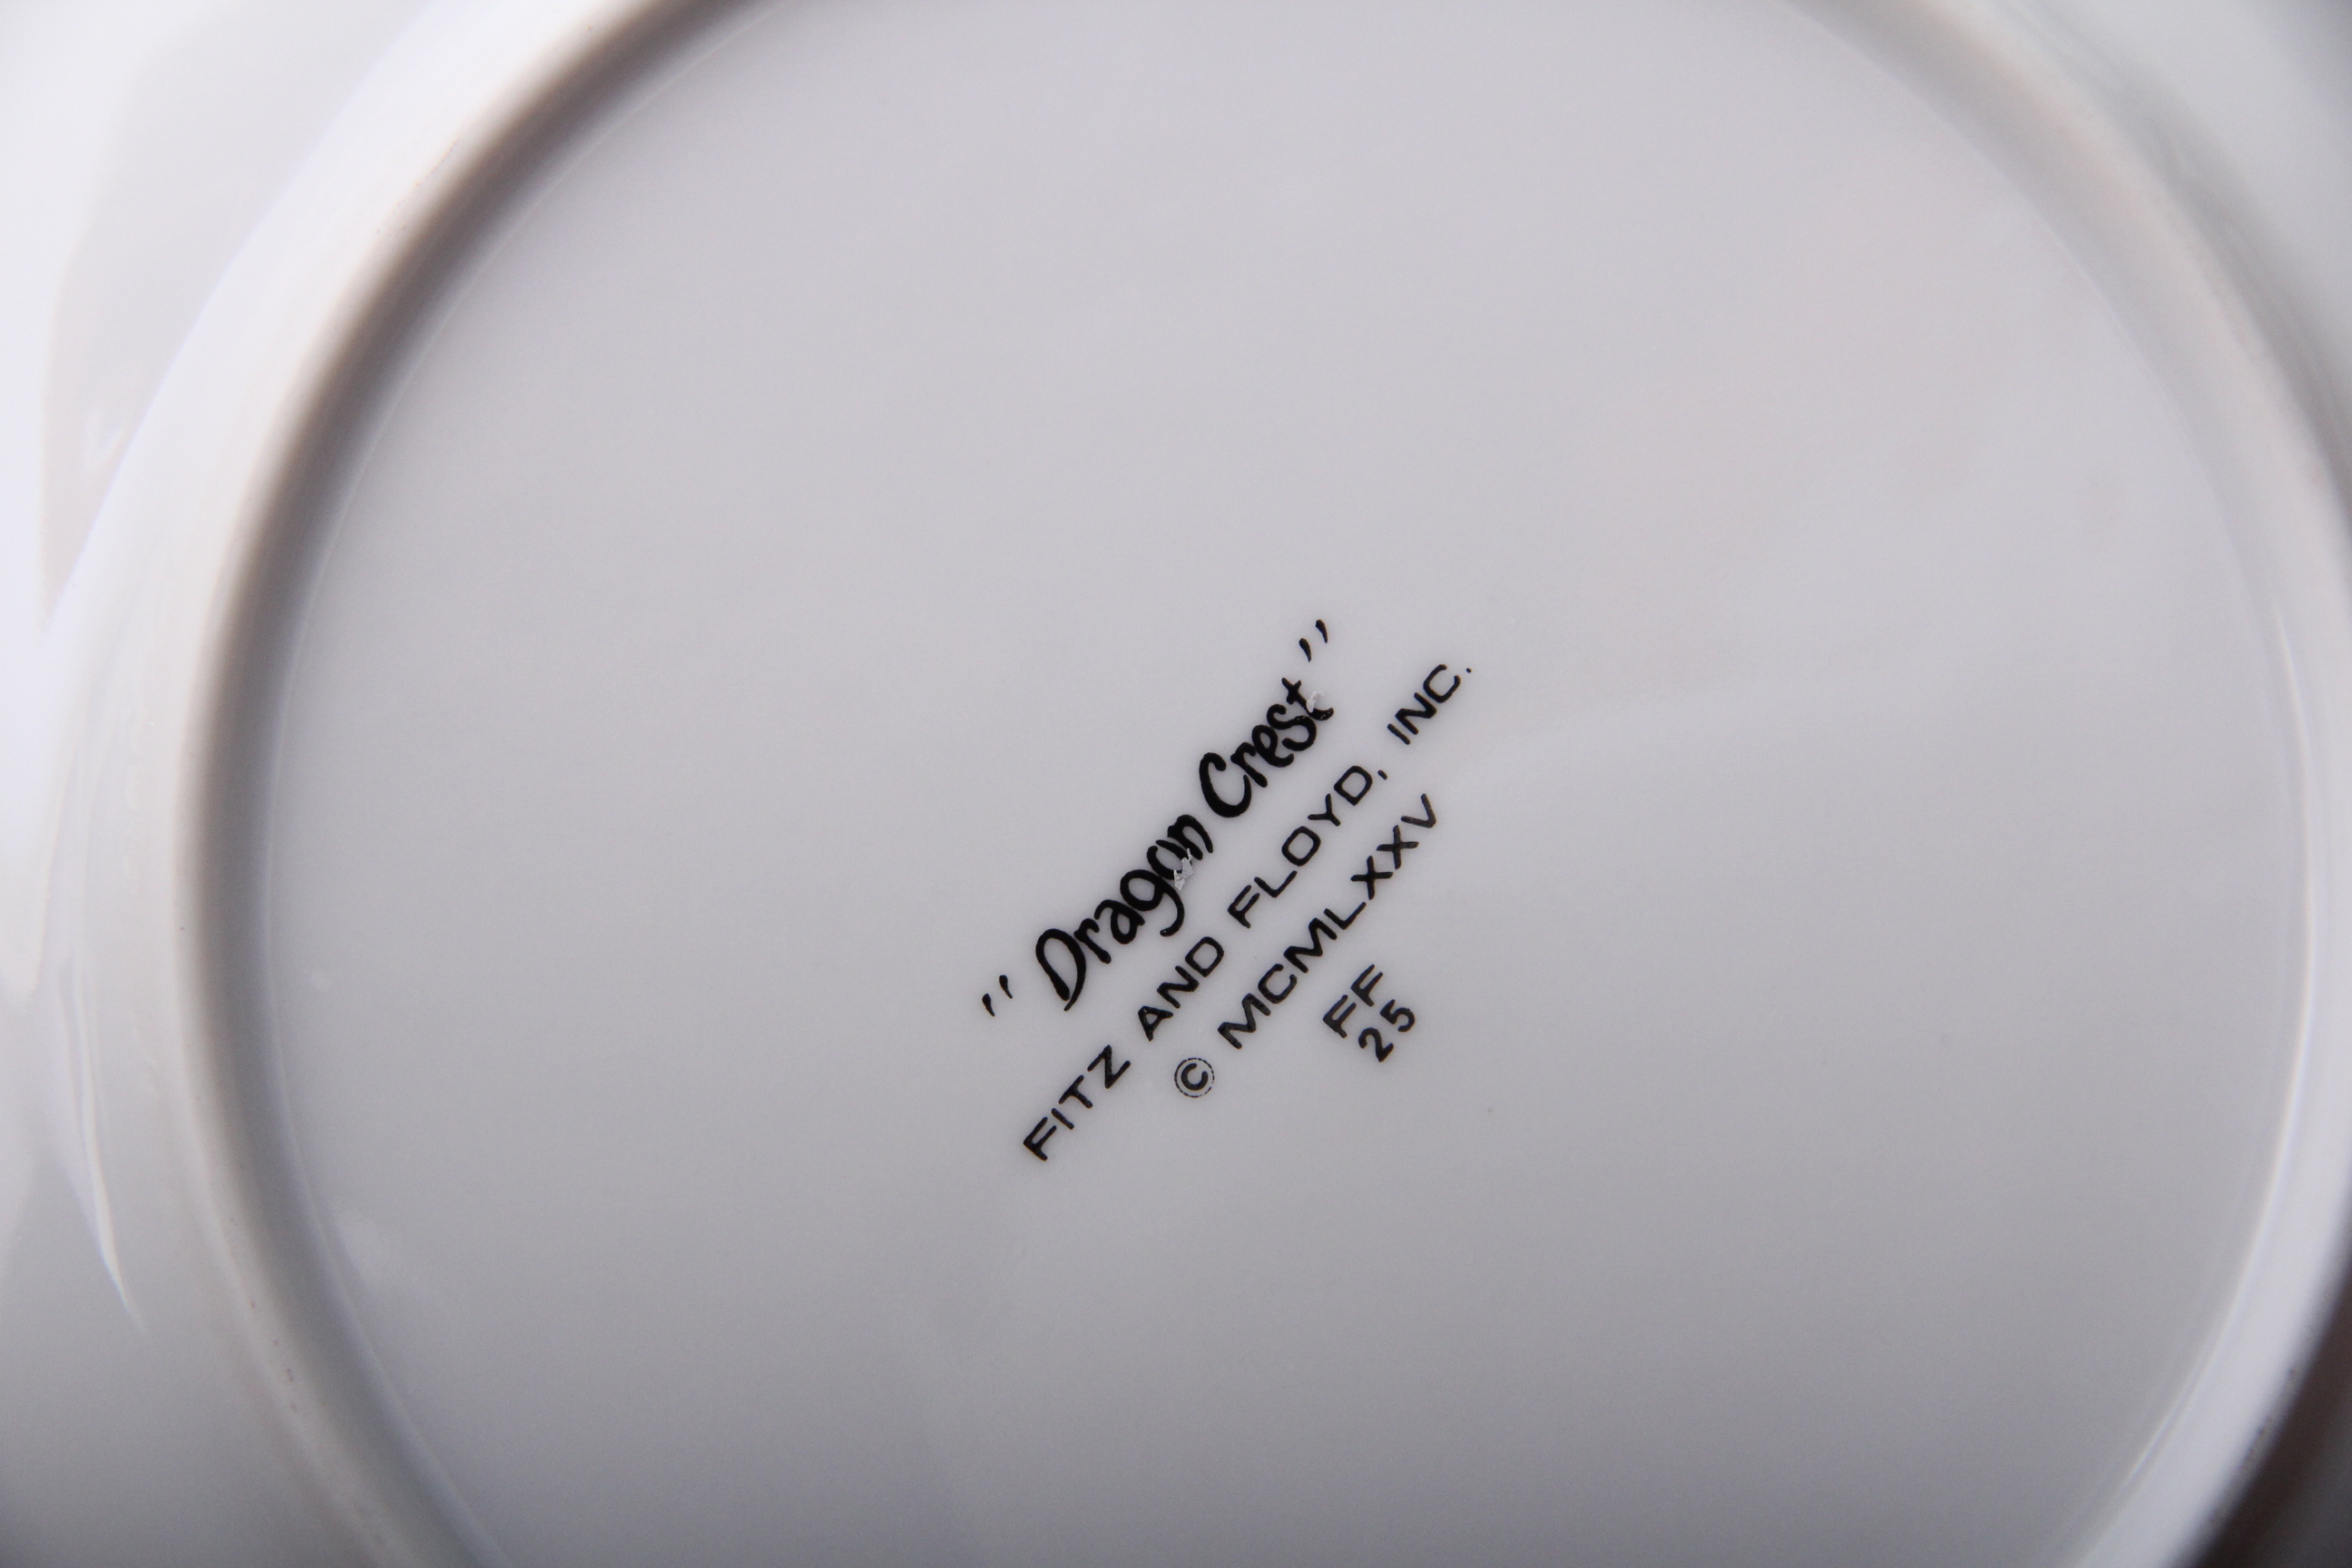 "Dragon Crest"
FITZ AND FLOYD, INC.
© MCMLXXV
FF
25